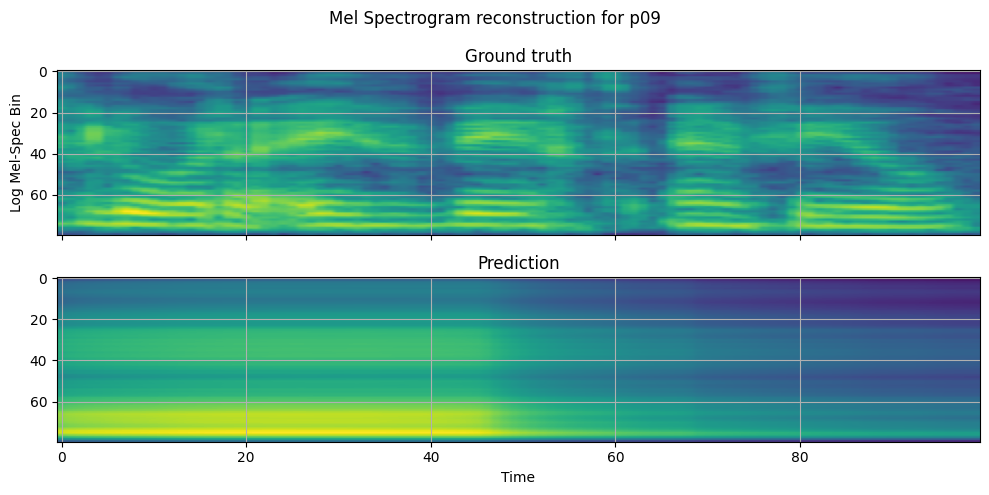 Mel Spectrogram reconstruction for p09
Ground truth
0
20
40
60
Log Mel-Spec Bin
Prediction
0
20
40
60
0 20 40 60 80
Time